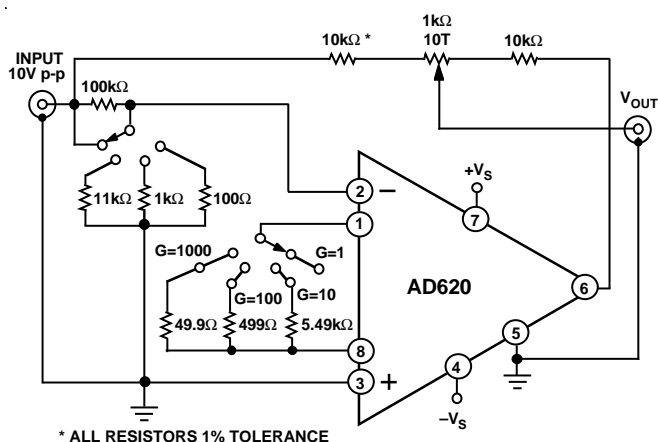 INPUT
10V p-p
100kΩ
10kΩ *
1kΩ
10T
10kΩ
VOUT
11kΩ
1kΩ
100Ω
2
–
1
+VS
7
G=1000
G=1
G=100
G=10
AD620
6
49.9Ω
499Ω
5.49kΩ
5
8
4
3
+
–VS
* ALL RESISTORS 1% TOLERANCE